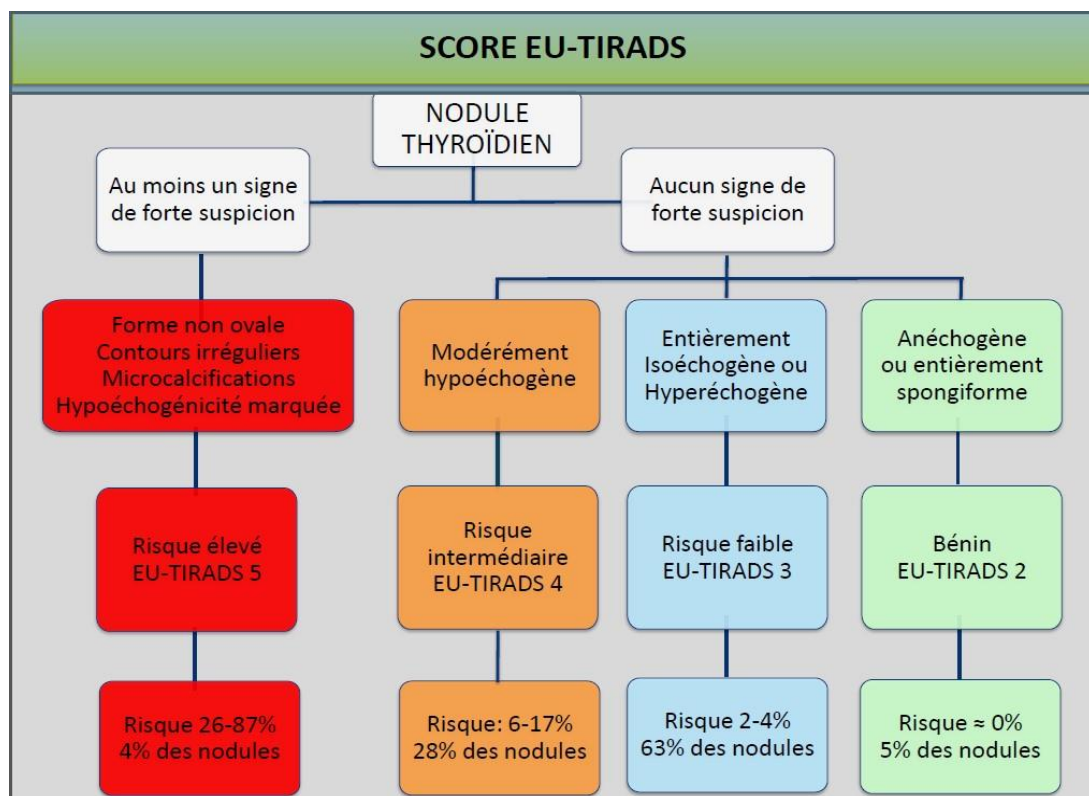 SCORE EU-TIRADS
NODULE
THYROÏDIEN
Au moins un signe
de forte suspicion
Aucun signe de
forte suspicion
Forme non ovale
Contours irréguliers
Microcalcifications
Hypoéchogénicité marquée
Modérément
hypoéchogène
Entièrement
Isoéchogène ou
Hyperéchogène
Anéchogène
ou entièrement
spongiforme
Risque élevé
EU-TIRADS 5
Risque
intermédiaire
EU-TIRADS 4
Risque faible
EU-TIRADS 3
Bénin
EU-TIRADS 2
Risque 26-87%
4% des nodules
Risque: 6-17%
28% des nodules
Risque 2-4%
63% des nodules
Risque ≈ 0%
5% des nodules